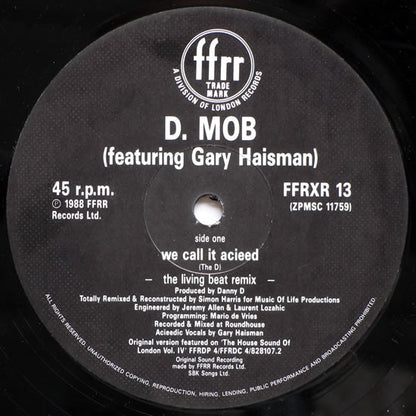 ffrr
TRADE
MARK
A DIVISION OF LONDON RECORDS
D. MOB
(featuring Gary Haisman)
45 r.p.m.
℗ 1988 FFRR
Records Ltd.
FFRXR 13
(ZPMSC 11759)
side one
we call it acieed
(The D)
— the living beat remix —
Produced by Danny D
Totally Remixed & Reconstructed by Simon Harris for Music Of Life Productions
Engineered by Jeremy Allen & Laurent Lozahic
Programming: Mario de Vries
Recorded & Mixed at Roundhouse
Acieedic Vocals by Gary Haisman
Original version featured on 'The House Sound Of
London Vol. IV' FFRDP 4/FFRDC 4/828107.2
Original Sound Recording
made by FFRR Records Ltd.
SBK Songs Ltd.
ALL RIGHTS RESERVED. UNAUTHORIZED COPYING, REPRODUCTION, HIRING, LENDING, PUBLIC PERFORMANCE AND BROADCASTING PROHIBITED.